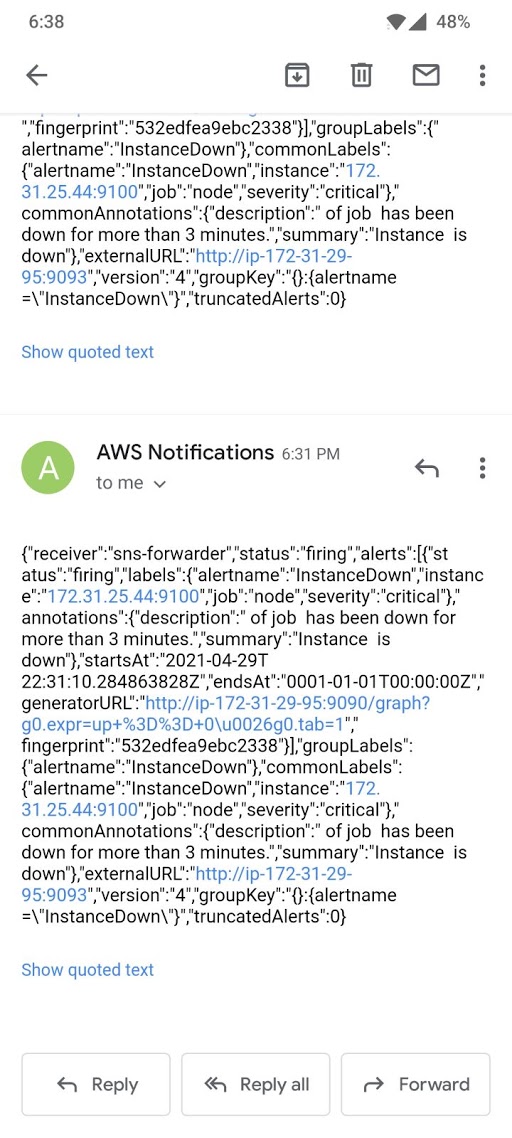 6:38
48%
","fingerprint":"532edfea9ebc2338"}],"groupLabels":{"
alertname":"InstanceDown"},"commonLabels":
{"alertname":"InstanceDown","instance":"172.
31.25.44:9100","job":"node","severity":"critical"},"
commonAnnotations":{"description":" of job  has been
down for more than 3 minutes.","summary":"Instance  is
down"},"externalURL":"http://ip-172-31-29-
95:9093","version":"4","groupKey":"{}:{alertname
=\"InstanceDown\"}","truncatedAlerts":0}
Show quoted text
A
AWS Notifications 6:31 PM
to me
{"receiver":"sns-forwarder","status":"firing","alerts":[{"st
atus":"firing","labels":{"alertname":"InstanceDown","instanc
e":"172.31.25.44:9100","job":"node","severity":"critical"},"
annotations":{"description":" of job  has been down for
more than 3 minutes.","summary":"Instance  is
down"},"startsAt":"2021-04-29T
22:31:10.284863828Z","endsAt":"0001-01-01T00:00:00Z","
generatorURL":"http://ip-172-31-29-95:9090/graph?
g0.expr=up+%3D%3D+0\u0026g0.tab=1","
fingerprint":"532edfea9ebc2338"}],"groupLabels":
{"alertname":"InstanceDown"},"commonLabels":
{"alertname":"InstanceDown","instance":"172.
31.25.44:9100","job":"node","severity":"critical"},"
commonAnnotations":{"description":" of job  has been
down for more than 3 minutes.","summary":"Instance  is
down"},"externalURL":"http://ip-172-31-29-
95:9093","version":"4","groupKey":"{}:{alertname
=\"InstanceDown\"}","truncatedAlerts":0}
Show quoted text
Reply
Reply all
Forward